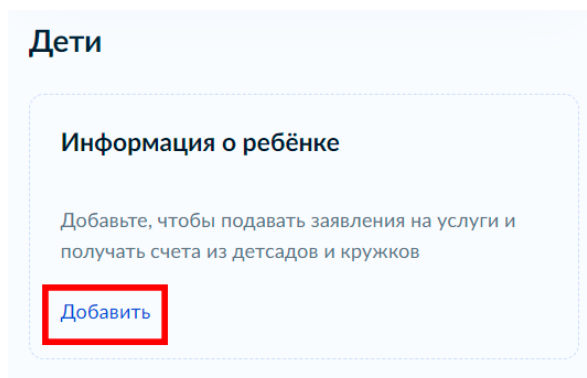 Дети
Информация о ребёнке
Добавьте, чтобы подавать заявления на услуги и
получать счета из детсадов и кружков
Добавить